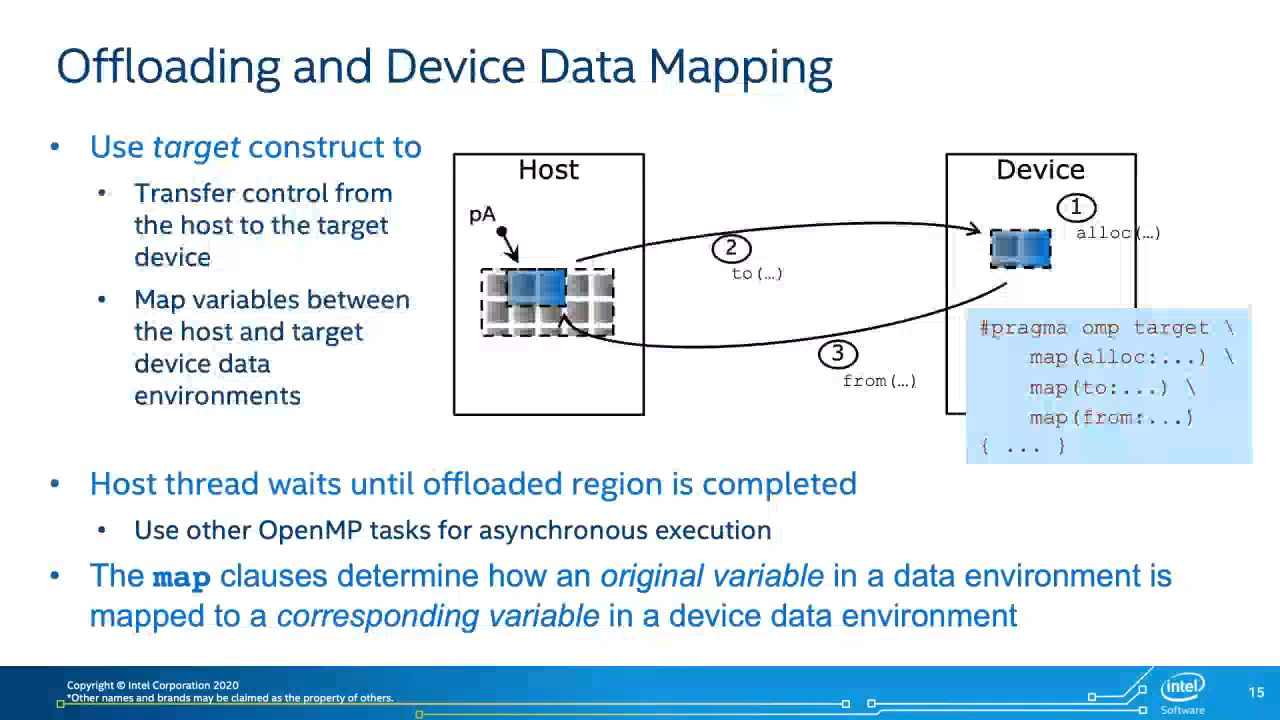 Offloading and Device Data Mapping
• Use target construct to
• Transfer control from
the host to the target
device
• Map variables between
the host and target
device data
environments
Host
pA
Device
1
alloc(…)
2
to(…)
3
from(…)
#pragma omp target \
map(alloc:...) \
map(to:...) \
map(from:...)
{ ... }
• Host thread waits until offloaded region is completed
• Use other OpenMP tasks for asynchronous execution
• The map clauses determine how an original variable in a data environment is
mapped to a corresponding variable in a device data environment
Copyright © Intel Corporation 2020
*Other names and brands may be claimed as the property of others.
intel
Software
15